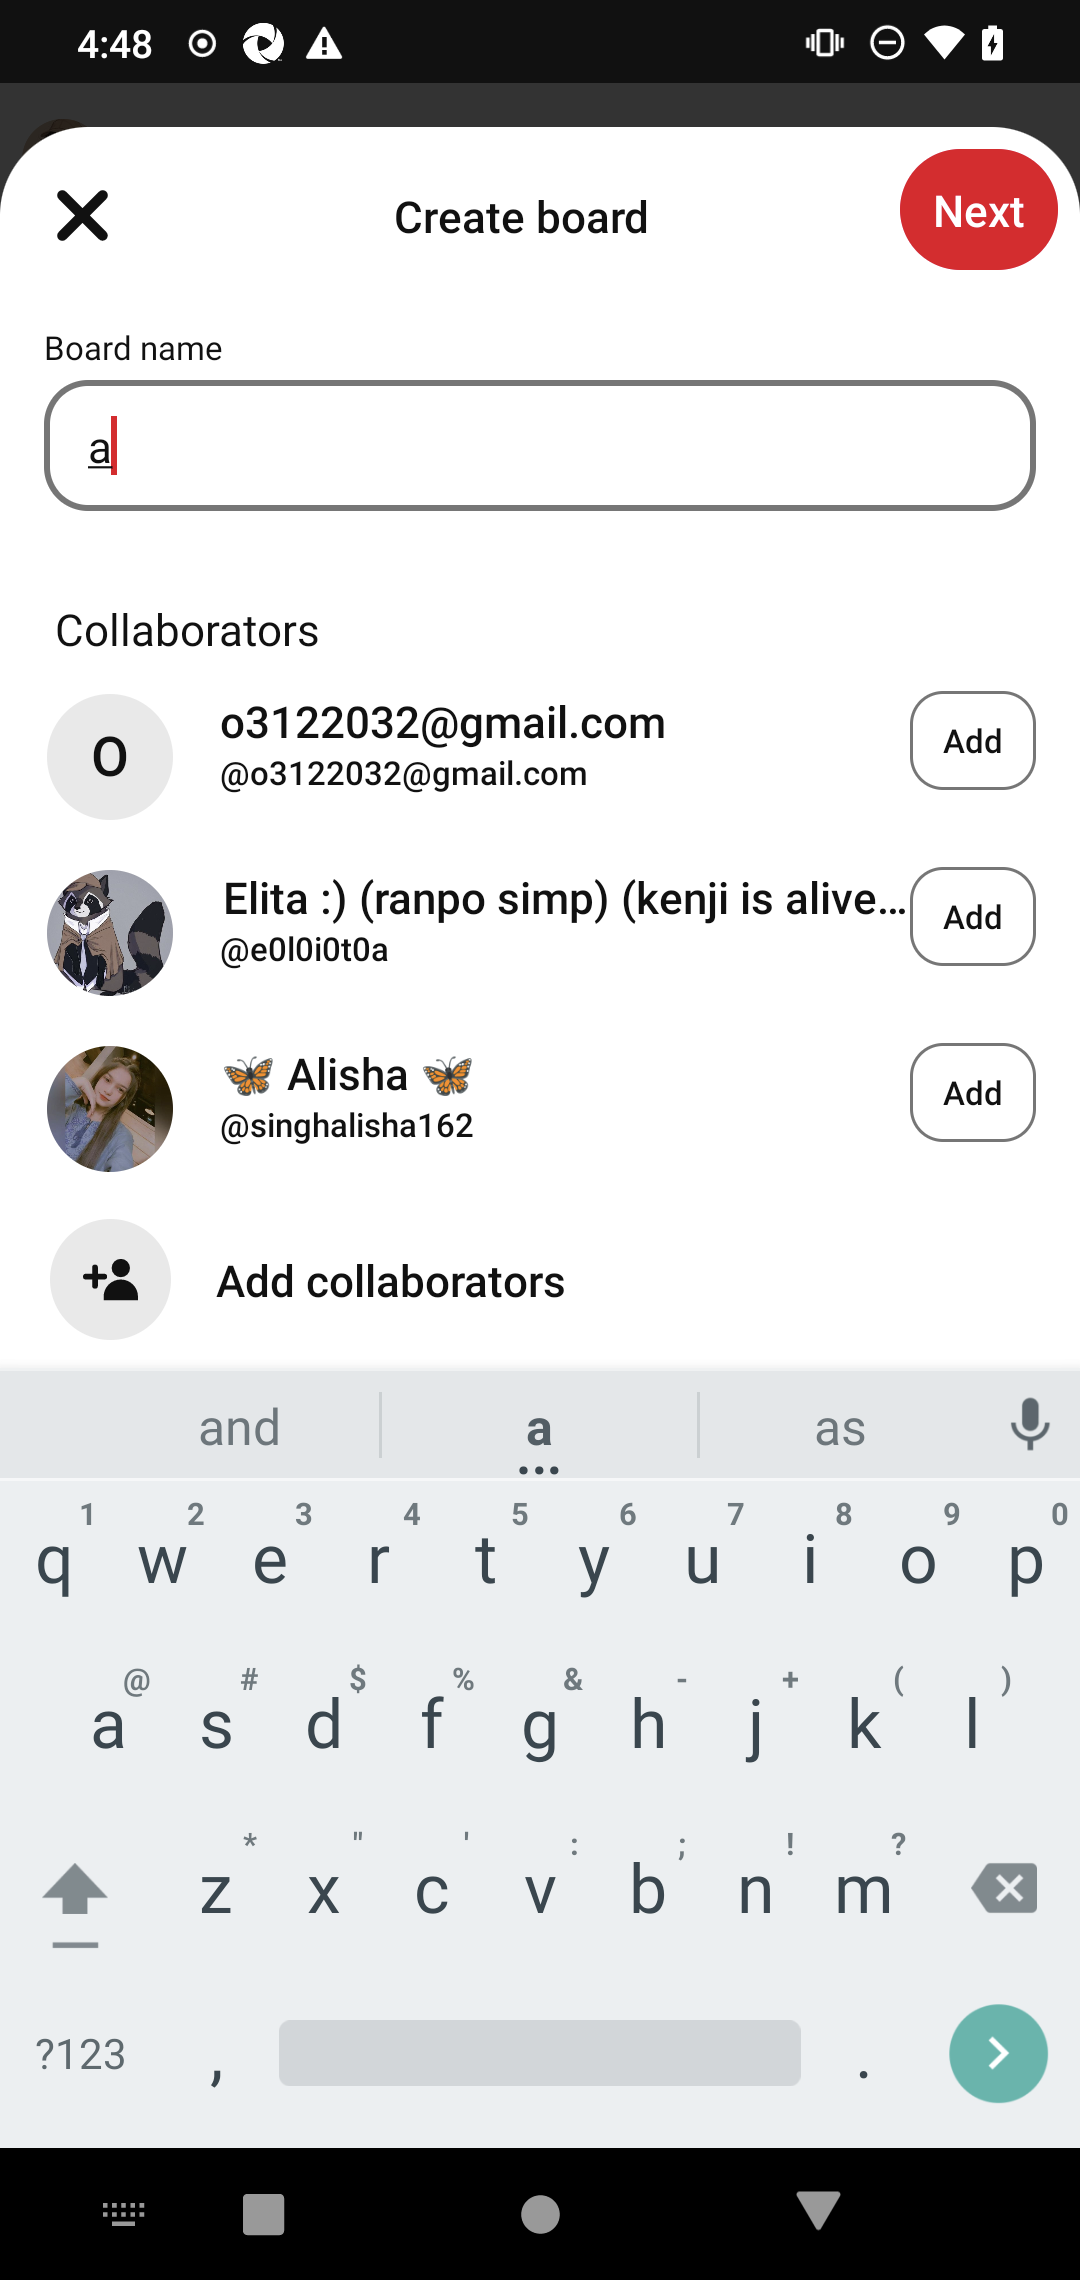 4:48
Create board
Next
Board name
a
Collaborators
O
o3122032@gmail.com
@o3122032@gmail.com
Add
Elita :) (ranpo simp) (kenji is alive...
@e0l0i0t0a
Add
🦋 Alisha 🦋
@singhalisha162
Add
Add collaborators
and a as
1 2 3 4 5 6 7 8 9 0
q w e r t y u i o p
@ # $ % & - + ( )
a s d f g h j k l
* " ' : ; ! ?
z x c v b n m
?123 , .